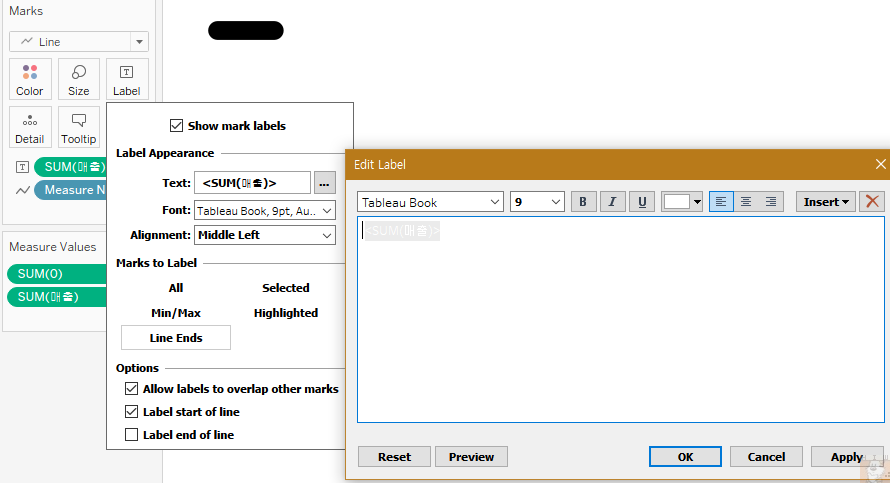 Marks
Line
Color
Size
Label
Detail
Tooltip
SUM(매출)
Measure N
Measure Values
SUM(0)
SUM(매출)
Show mark labels
Label Appearance
Text:
<SUM(매출)>
...
Font:
Tableau Book, 9pt, Au..
Alignment:
Middle Left
Marks to Label
All
Selected
Min/Max
Highlighted
Line Ends
Options
Allow labels to overlap other marks
Label start of line
Label end of line
Edit Label
Tableau Book
9
B
I
U
Insert
<SUM(매출)>
Reset
Preview
OK
Cancel
Apply